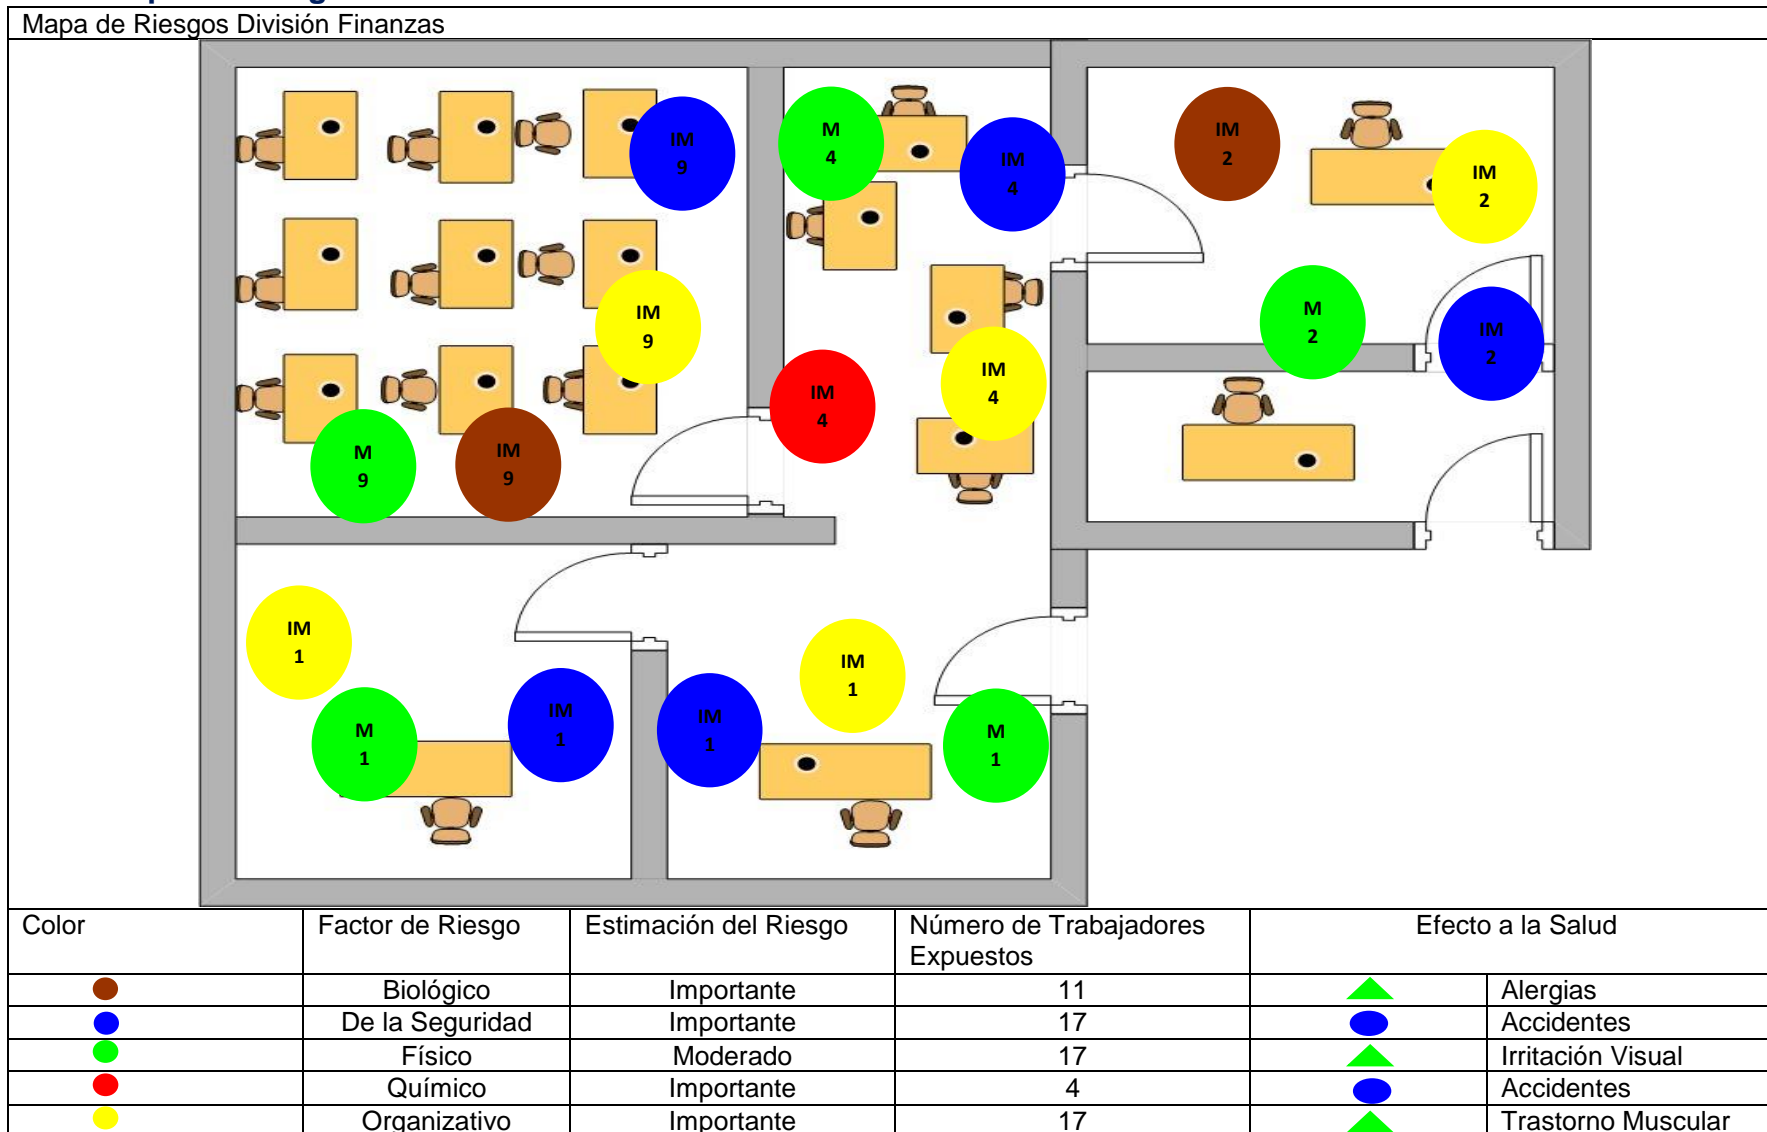 Mapa de Riesgos División Finanzas
IM
9
M
4
IM
4
IM
2
IM
2
IM
9
M
2
IM
2
IM
4
IM
4
M
9
IM
9
IM
1
IM
1
M
1
IM
1
IM
1
M
1
Color Factor de Riesgo Estimación del Riesgo Número de Trabajadores Expuestos Efecto a la Salud
Biológico Importante 11 Alergias
De la Seguridad Importante 17 Accidentes
Físico Moderado 17 Irritación Visual
Químico Importante 4 Accidentes
Organizativo Importante 17 Trastorno Muscular